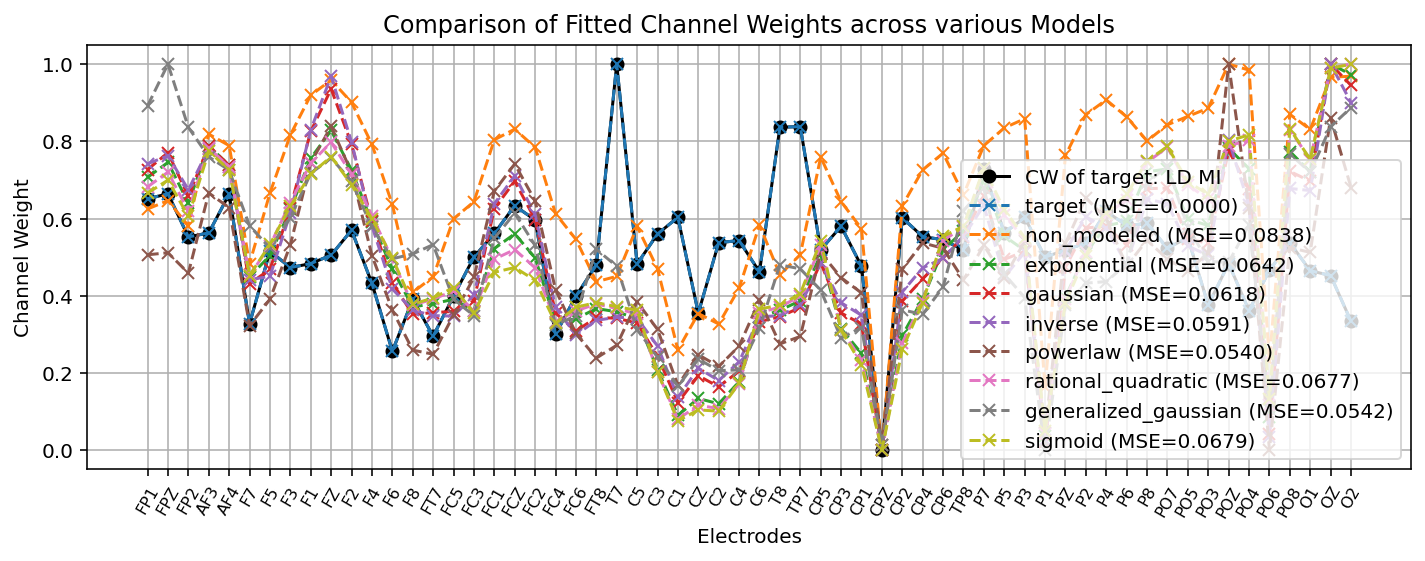 Comparison of Fitted Channel Weights across various Models
Channel Weight
1.0
0.8
0.6
0.4
0.2
0.0
CW of target: LD MI
target (MSE=0.0000)
non_modeled (MSE=0.0838)
exponential (MSE=0.0642)
gaussian (MSE=0.0618)
inverse (MSE=0.0591)
powerlaw (MSE=0.0540)
rational_quadratic (MSE=0.0677)
generalized_gaussian (MSE=0.0542)
sigmoid (MSE=0.0679)
FP1 FPZ FP2 AF3 AF4 F7 F5 F3 F1 FZ F2 F4 F6 F8 FT7 FC5 FC3 FC1 FCZ FC2 FC4 FC6 FT8 T7 C5 C3 C1 CZ C2 C4 C6 T8 TP7 CP5 CP3 CP1 CPZ CP2 CP4 CP6 TP8 P7 P5 P3 P1 PZ P2 P4 P6 P8 PO7 PO5 PO3 POZ PO4 PO6 PO8 O1 OZ O2
Electrodes